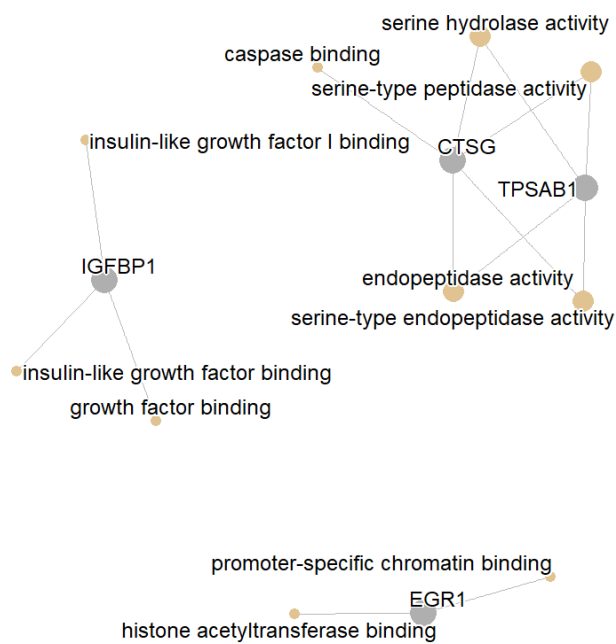 serine hydrolase activity
caspase binding
serine-type peptidase activity
insulin-like growth factor I binding
CTSG
TPSAB1
IGFBP1
endopeptidase activity
serine-type endopeptidase activity
insulin-like growth factor binding
growth factor binding
promoter-specific chromatin binding
EGR1
histone acetyltransferase binding